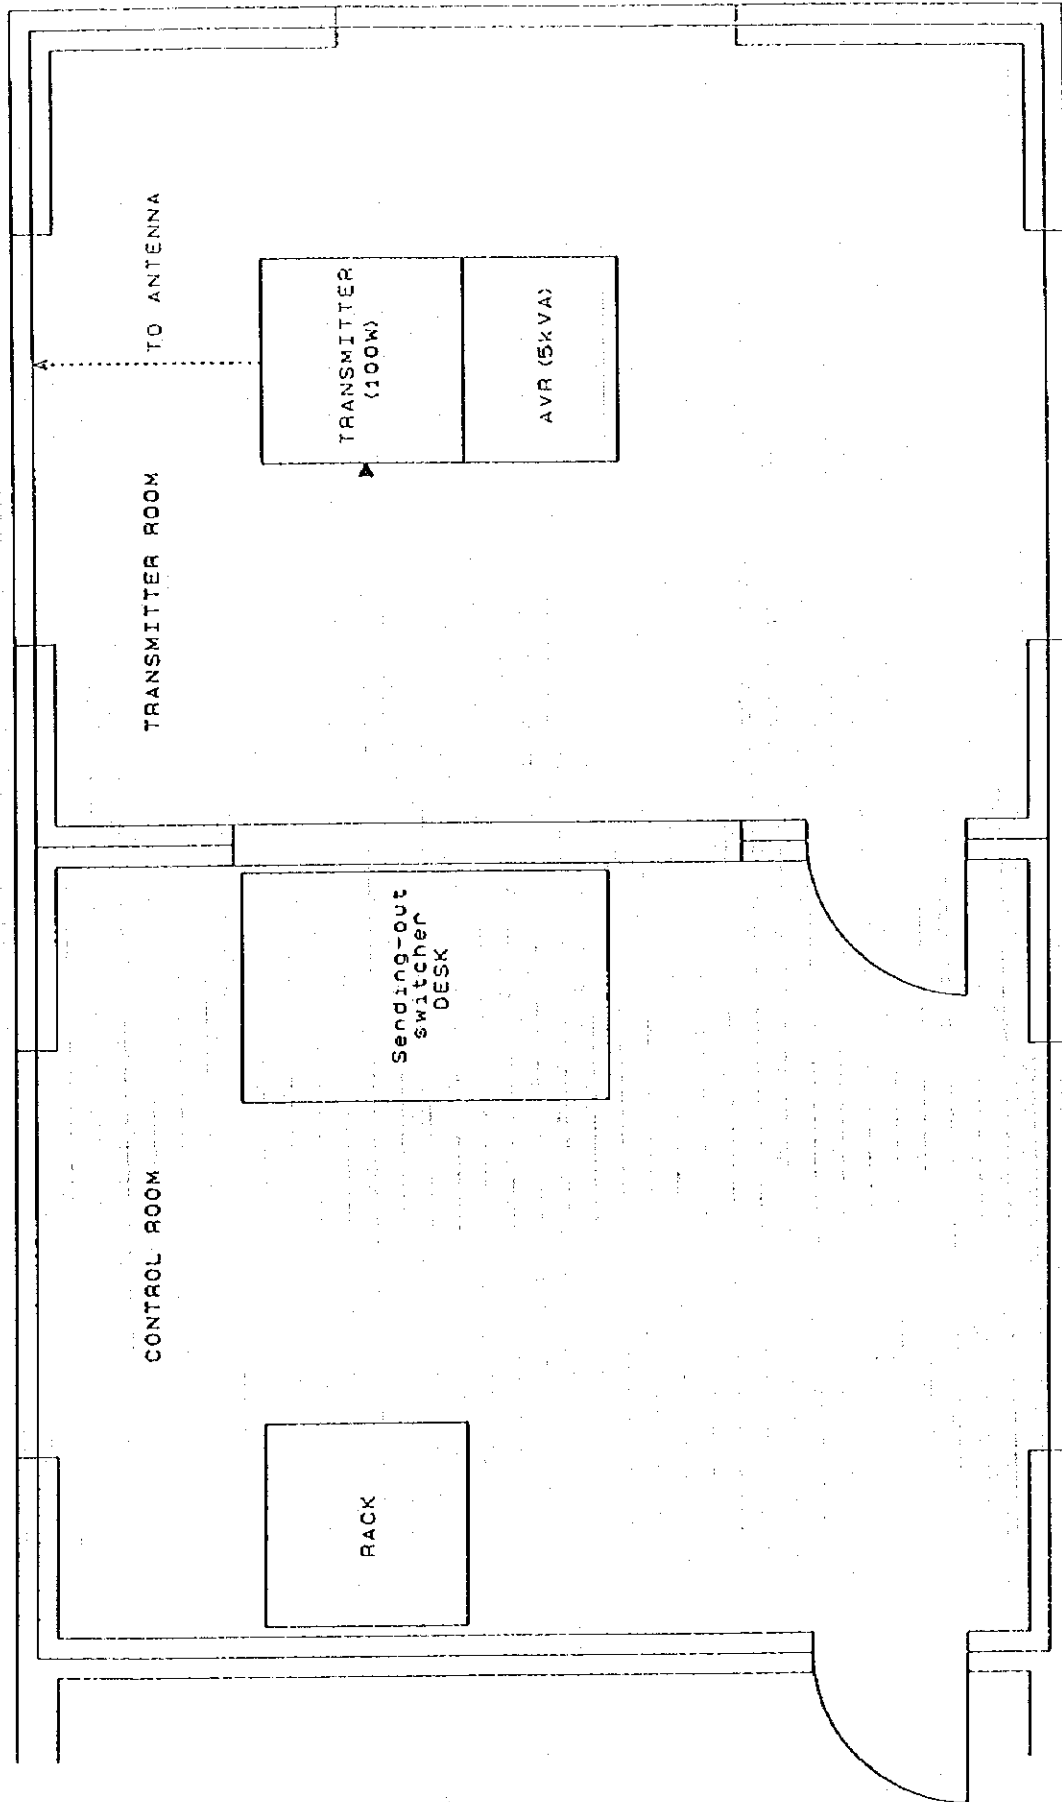 CONTROL ROOM
TRANSMITTER ROOM
TO ANTENNA
RACK
Sending-out
switcher
DESK
TRANSMITTER
(100W)
AVR (5kVA)